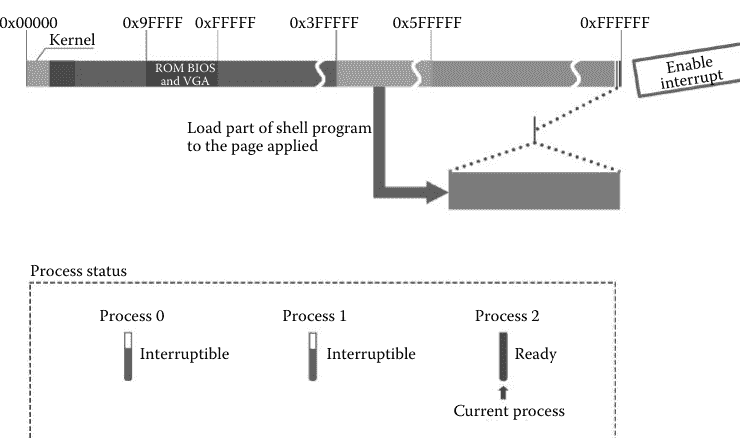 0x00000 0x9FFFF 0xFFFFF 0x3FFFFF 0x5FFFFF 0xFFFFFF
Kernel
ROM BIOS
and VGA
Enable
interrupt
Load part of shell program
to the page applied
Process status
Process 0 Process 1 Process 2
Interruptible Interruptible Ready
Current process